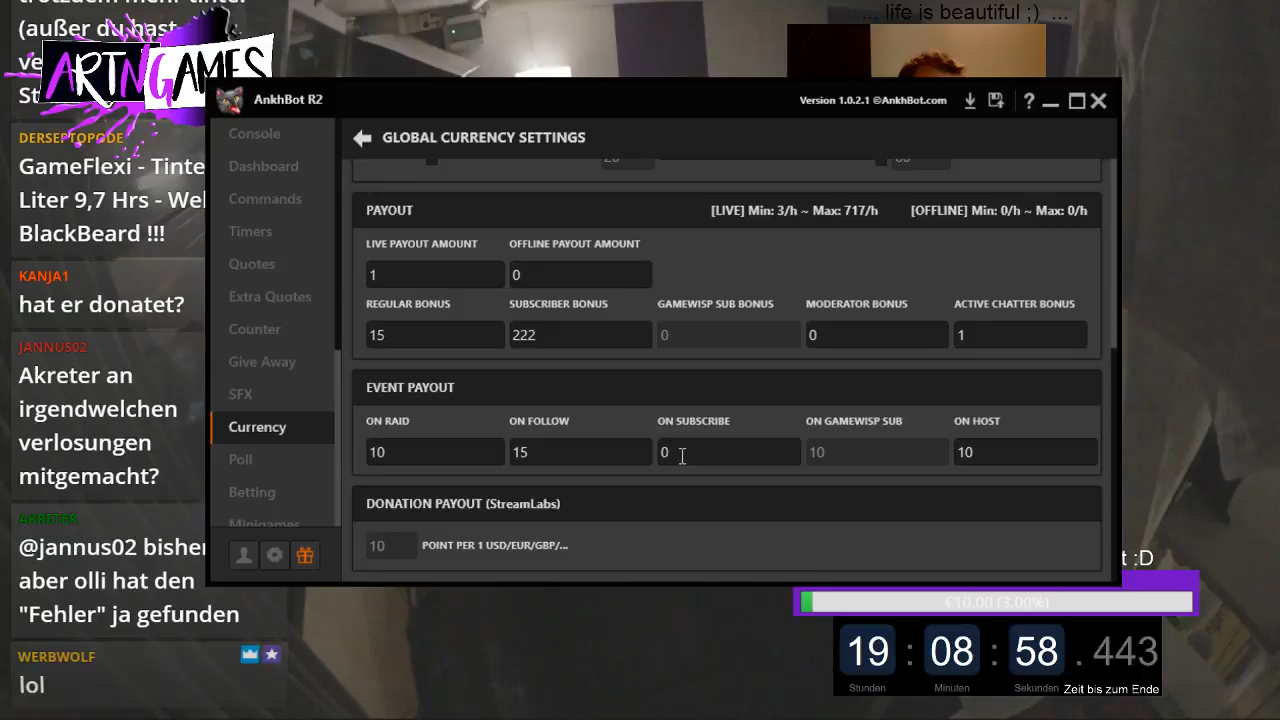 trotzdem mehr tinte.
(außer du hast
ARTNGAMES
DERSEPTOPODE
GameFlexi - Tinte
Liter 9,7 Hrs - Wel
BlackBeard !!!
KANJA1
hat er donatet?
JANNUS02
Akreter an
irgendwelchen
verlosungen
mitgemacht?
AKRETER
@jannus02 bisher
aber olli hat den
"Fehler" ja gefunden
WERBWOLF
lol
... life is beautiful ;) ...
AnkhBot R2
Version 1.0.2.1 ©AnkhBot.com
?
Console
Dashboard
Commands
Timers
Quotes
Extra Quotes
Counter
Give Away
SFX
Currency
Poll
Betting
Minigames
GLOBAL CURRENCY SETTINGS
PAYOUT [LIVE] Min: 3/h ~ Max: 717/h [OFFLINE] Min: 0/h ~ Max: 0/h
LIVE PAYOUT AMOUNT OFFLINE PAYOUT AMOUNT
1 0
REGULAR BONUS SUBSCRIBER BONUS GAMEWISP SUB BONUS MODERATOR BONUS ACTIVE CHATTER BONUS
15 222 0 0 1
EVENT PAYOUT
ON RAID ON FOLLOW ON SUBSCRIBE ON GAMEWISP SUB ON HOST
10 15 0 10 10
DONATION PAYOUT (StreamLabs)
10 POINT PER 1 USD/EUR/GBP/...
t :D
€10.00 (3.00%)
19 : 08 : 58 . 443
Stunden Minuten Sekunden Zeit bis zum Ende